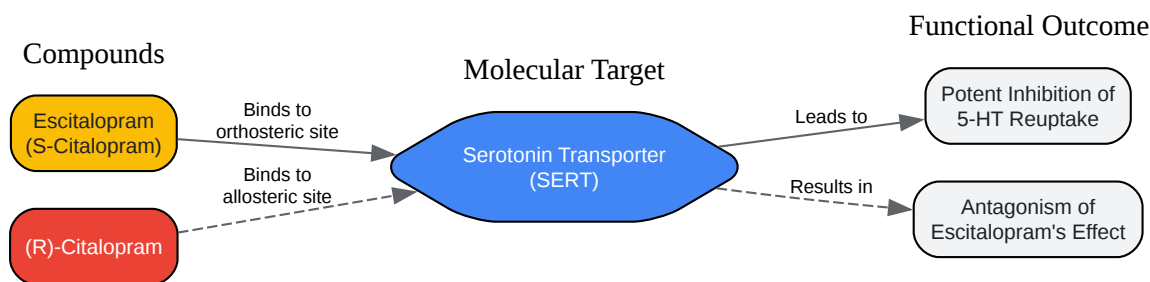 Compounds
Molecular Target
Functional Outcome
Escitalopram
(S-Citalopram)
Binds to
orthosteric site
Serotonin Transporter
(SERT)
Leads to
Potent Inhibition of
5-HT Reuptake
(R)-Citalopram
Binds to
allosteric site
Results in
Antagonism of
Escitalopram's Effect